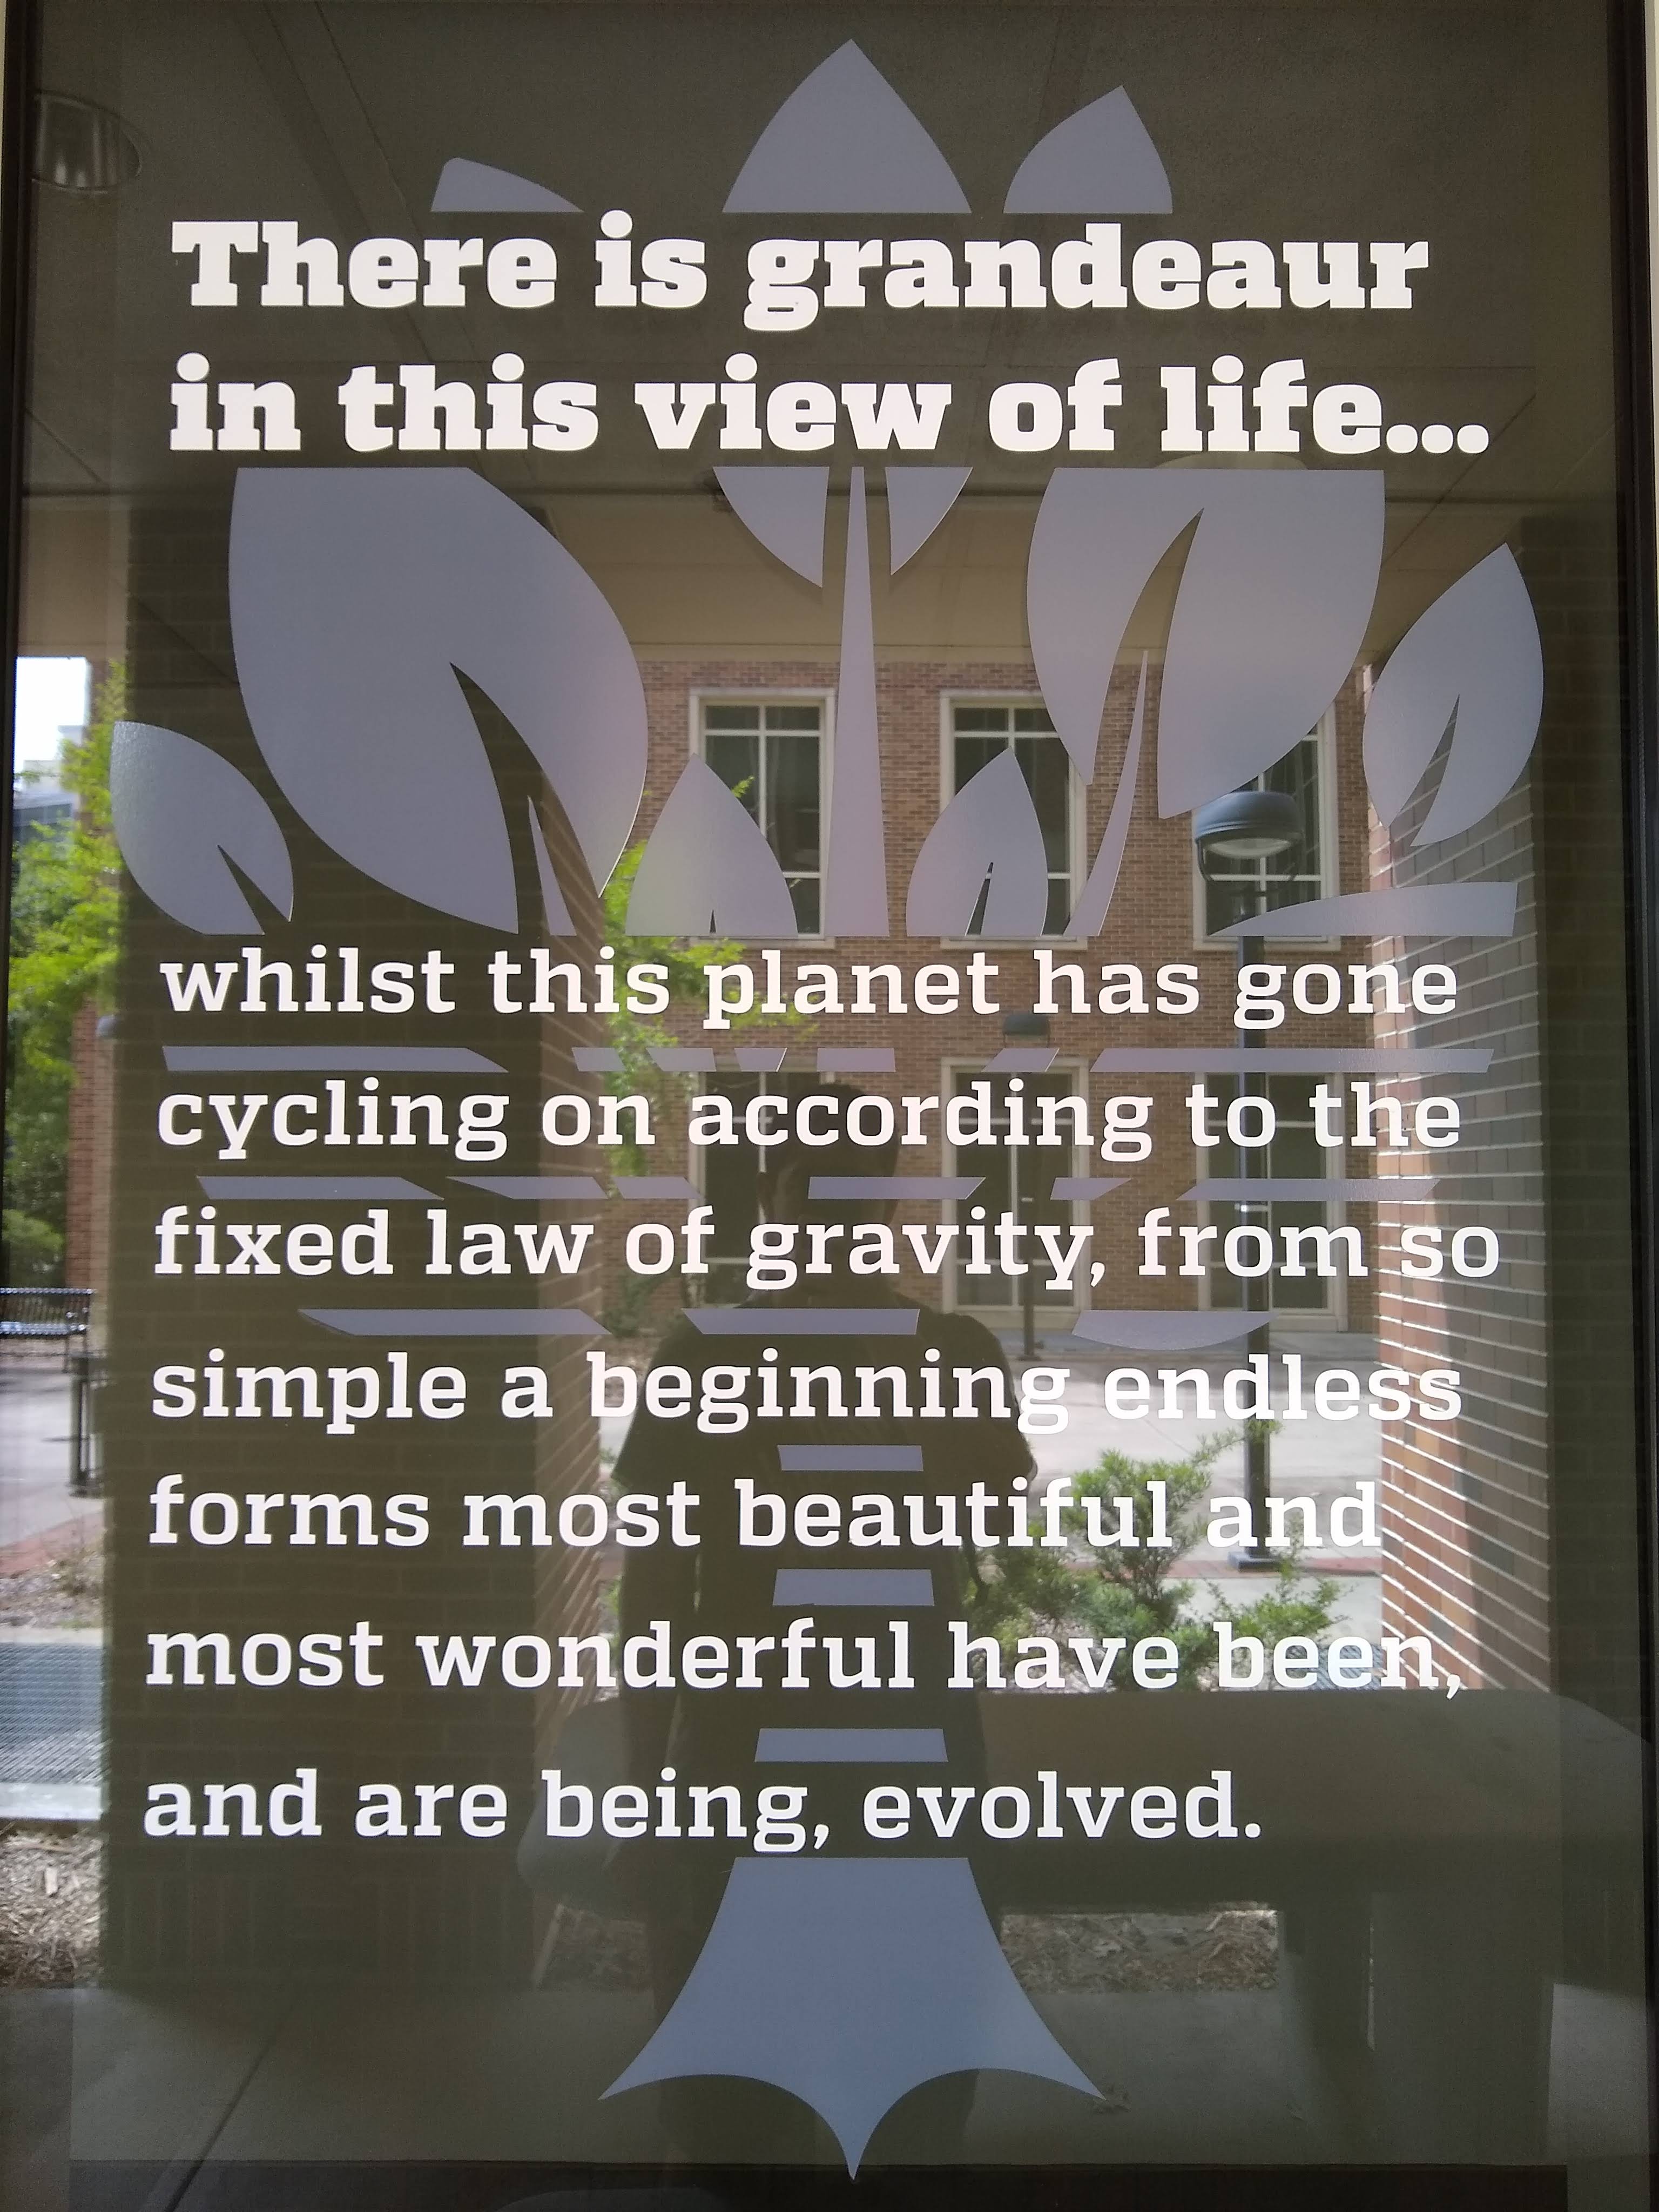 There is grandeaur
in this view of life...
whilst this planet has gone
cycling on according to the
fixed law of gravity, from so
simple a beginning endless
forms most beautiful and
most wonderful have been,
and are being, evolved.